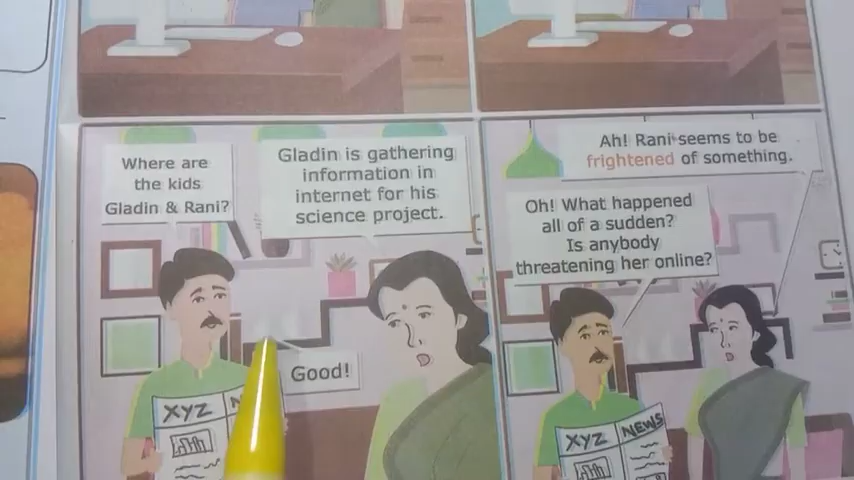 Where are
the kids
Gladin & Rani?
Gladin is gathering
information in
internet for his
science project.
Good!
XYZ
Ah! Rani seems to be
frightened of something.
Oh! What happened
all of a sudden?
Is anybody
threatening her online?
XYZ NEWS